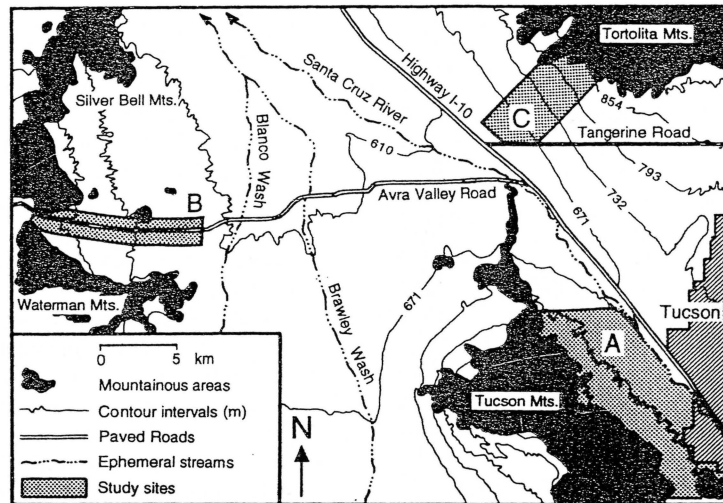 Tortolita Mts.
Silver Bell Mts.
Santa Cruz River
Highway I-10
854
C
Tangerine Road
Blanco Wash
610
793
B
Avra Valley Road
732
671
Waterman Mts.
671
Brawley Wash
Tucson
A
0 5
km
Mountainous areas
Contour intervals (m)
Paved Roads
Ephemeral streams
Study sites
N
Tucson Mts.